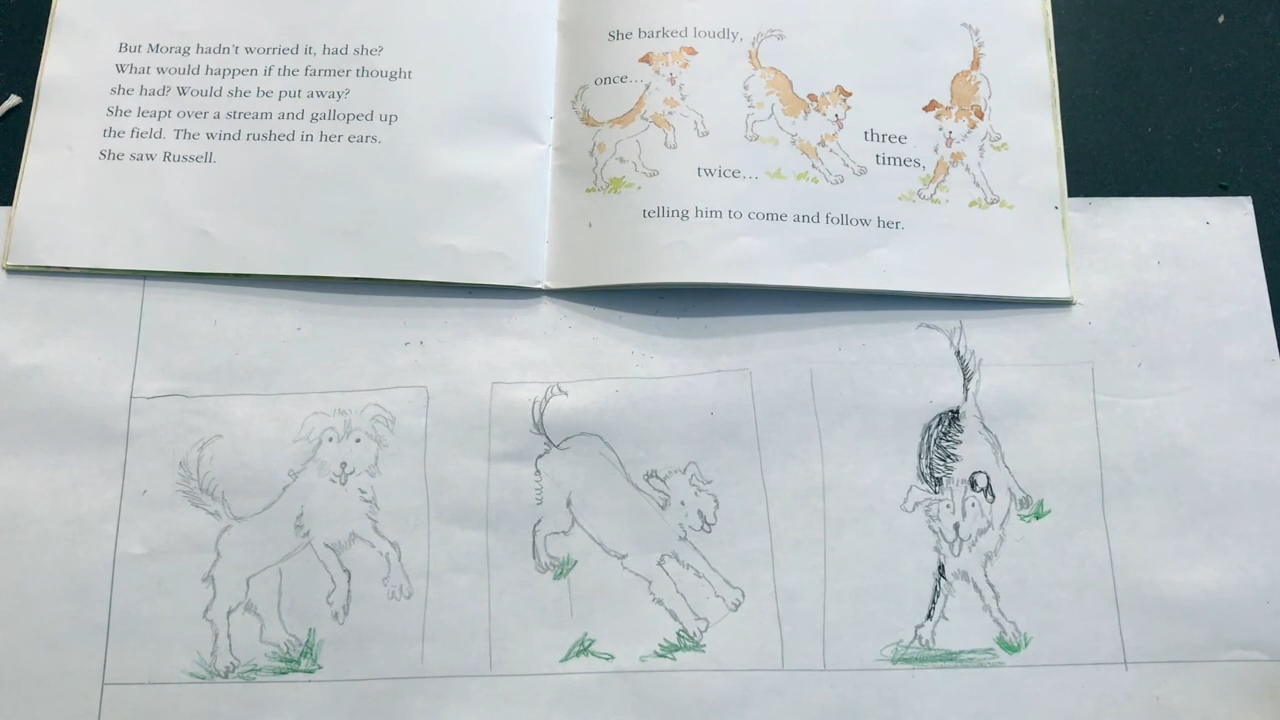 But Morag hadn't worried it, had she?
What would happen if the farmer thought
she had? Would she be put away?
She leapt over a stream and galloped up
the field. The wind rushed in her ears.
She saw Russell.
She barked loudly,
once...
twice...
three
times,
telling him to come and follow her.